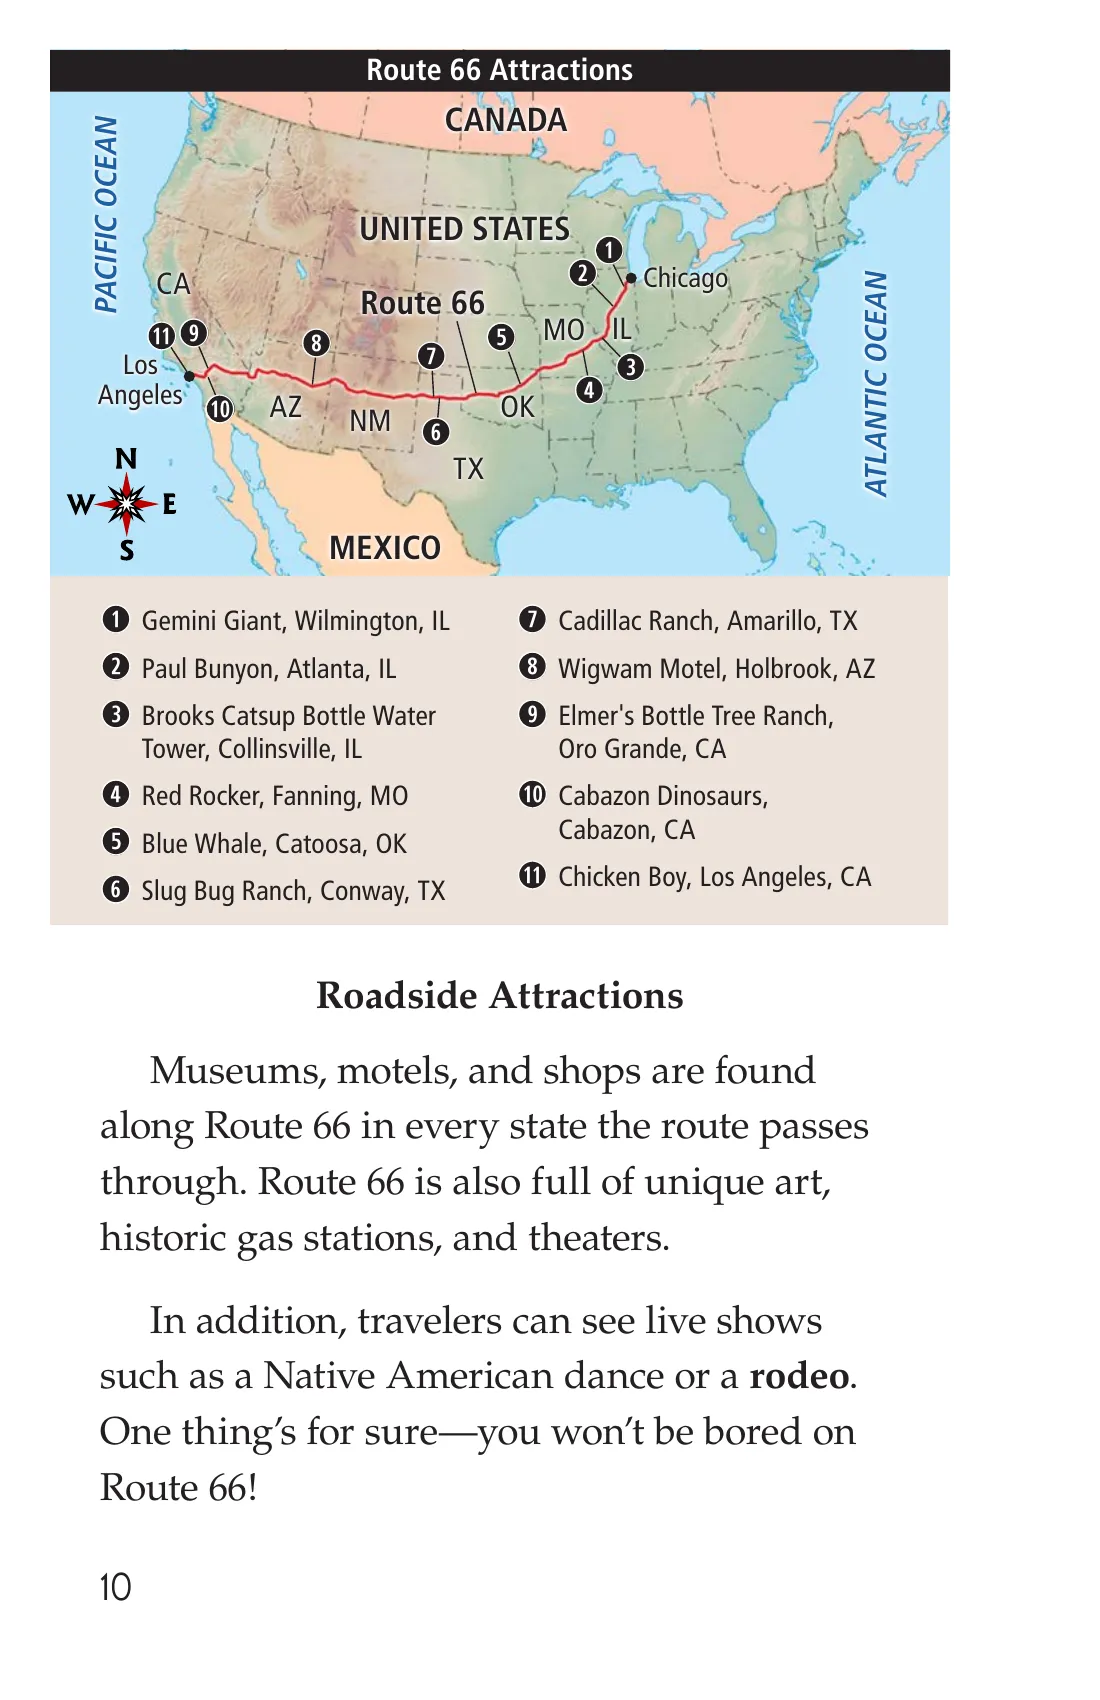 Route 66 Attractions
CANADA
PACIFIC OCEAN
UNITED STATES
1
2
Chicago
CA
Route 66
ATLANTIC OCEAN
11
9
8
7
5
MO
IL
3
Los
Angeles
4
10
AZ
NM
6
OK
TX
N
W
E
S
MEXICO
1 Gemini Giant, Wilmington, IL
2 Paul Bunyon, Atlanta, IL
3 Brooks Catsup Bottle Water
Tower, Collinsville, IL
4 Red Rocker, Fanning, MO
5 Blue Whale, Catoosa, OK
6 Slug Bug Ranch, Conway, TX
7 Cadillac Ranch, Amarillo, TX
8 Wigwam Motel, Holbrook, AZ
9 Elmer's Bottle Tree Ranch,
Oro Grande, CA
10 Cabazon Dinosaurs,
Cabazon, CA
11 Chicken Boy, Los Angeles, CA
Roadside Attractions
Museums, motels, and shops are found
along Route 66 in every state the route passes
through. Route 66 is also full of unique art,
historic gas stations, and theaters.
In addition, travelers can see live shows
such as a Native American dance or a rodeo.
One thing’s for sure—you won’t be bored on
Route 66!
10